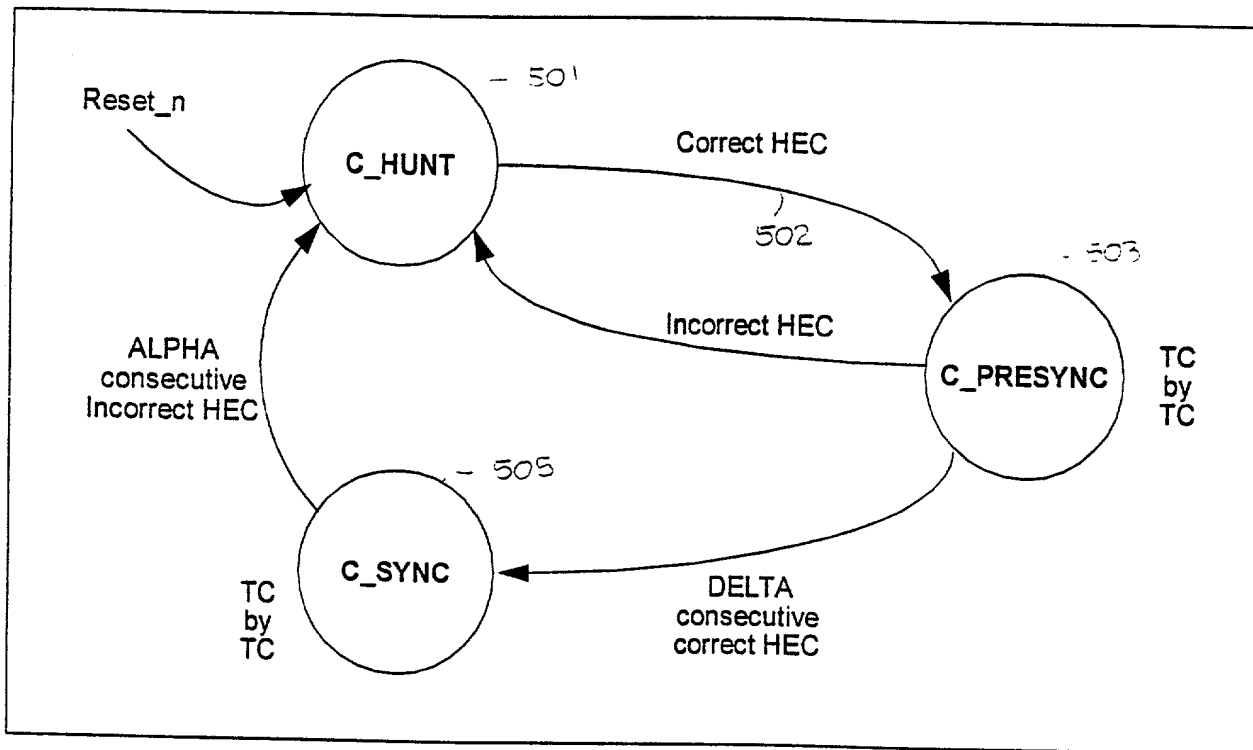 - 501
Reset_n
C_HUNT
Correct HEC
502
- 503
Incorrect HEC
ALPHA
consecutive
Incorrect HEC
C_PRESYNC
TC
by
TC
- 505
C_SYNC
TC
by
TC
DELTA
consecutive
correct HEC